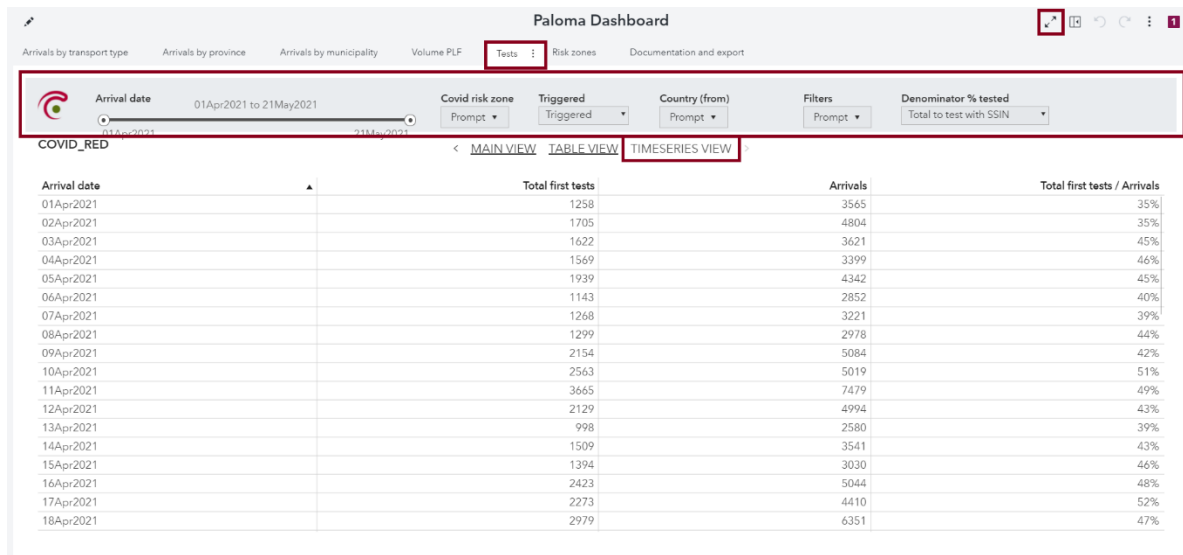 Paloma Dashboard
1
Arrivals by transport type Arrivals by province Arrivals by municipality Volume PLF Tests Risk zones Documentation and export
Arrival date 01Apr2021 to 21May2021 Covid risk zone Triggered Country (from) Filters Denominator % tested
Prompt Triggered Prompt Prompt Total to test with SSIN
01Apr2021 21May2021
COVID_RED < MAIN VIEW TABLE VIEW TIMESERIES VIEW >
Arrival date Total first tests Arrivals Total first tests / Arrivals
01Apr2021 1258 3565 35%
02Apr2021 1705 4804 35%
03Apr2021 1622 3621 45%
04Apr2021 1569 3399 46%
05Apr2021 1939 4342 45%
06Apr2021 1143 2852 40%
07Apr2021 1268 3221 39%
08Apr2021 1299 2978 44%
09Apr2021 2154 5084 42%
10Apr2021 2563 5019 51%
11Apr2021 3665 7479 49%
12Apr2021 2129 4994 43%
13Apr2021 998 2580 39%
14Apr2021 1509 3541 43%
15Apr2021 1394 3030 46%
16Apr2021 2423 5044 48%
17Apr2021 2273 4410 52%
18Apr2021 2979 6351 47%